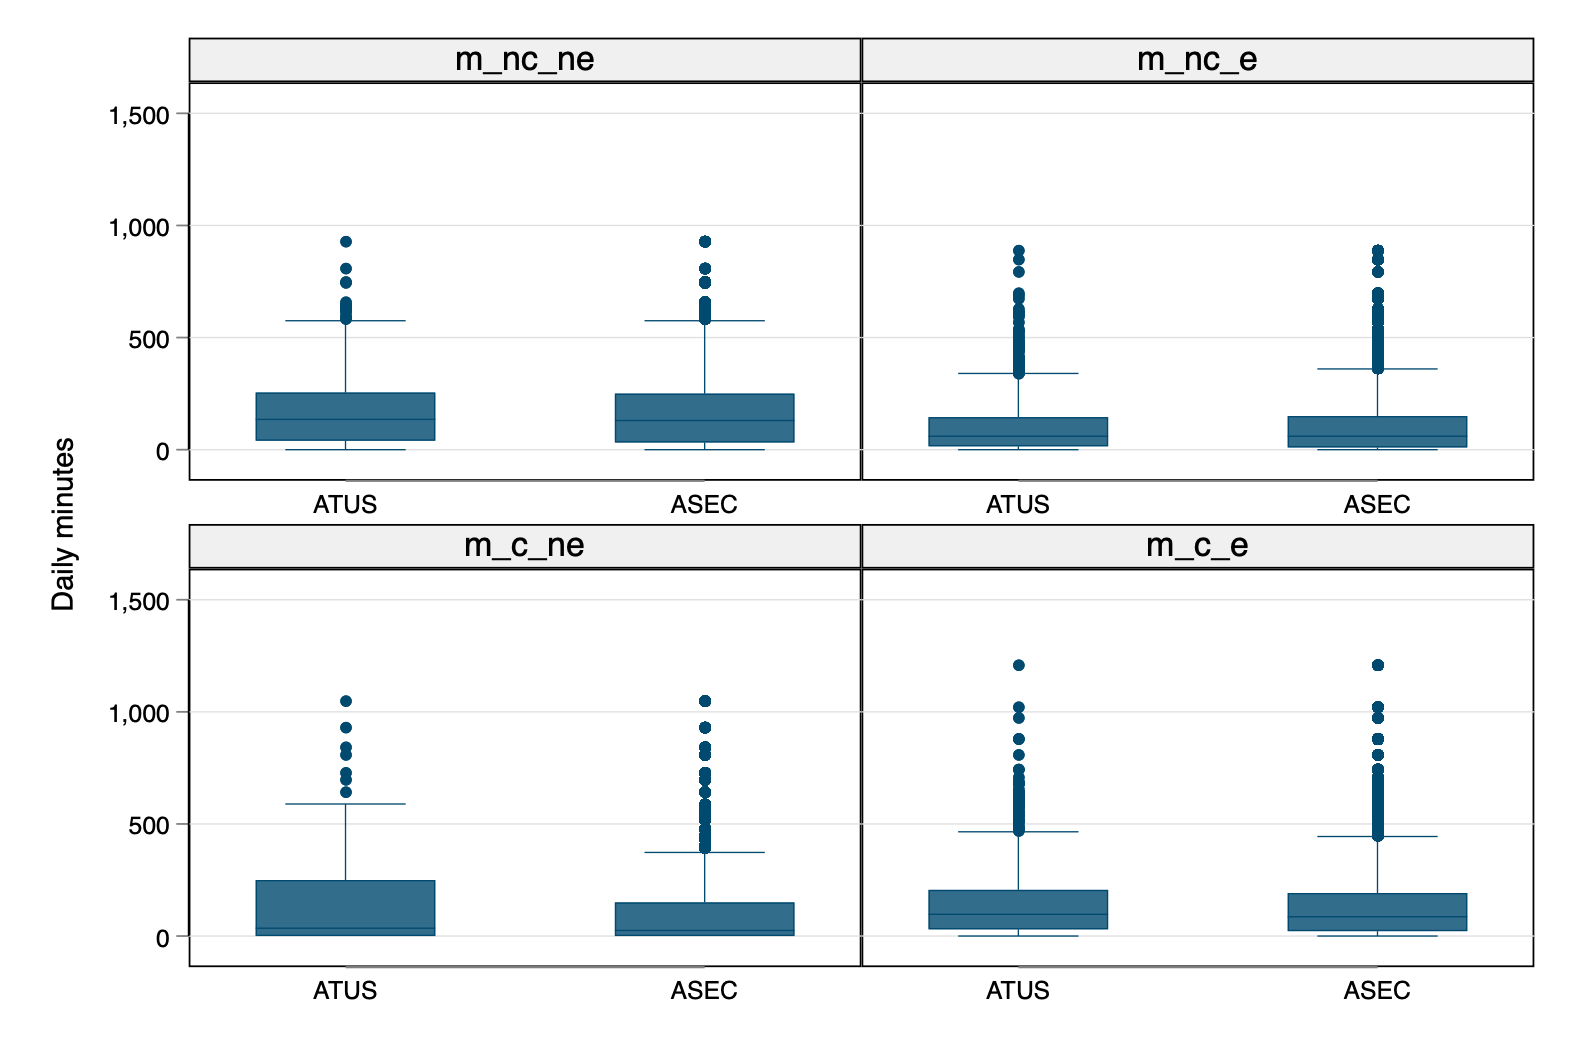 m_nc_ne
m_nc_e
1,500
1,000
500
0
ATUS
ASEC
ATUS
ASEC
Daily minutes
m_c_ne
m_c_e
1,500
1,000
500
0
ATUS
ASEC
ATUS
ASEC